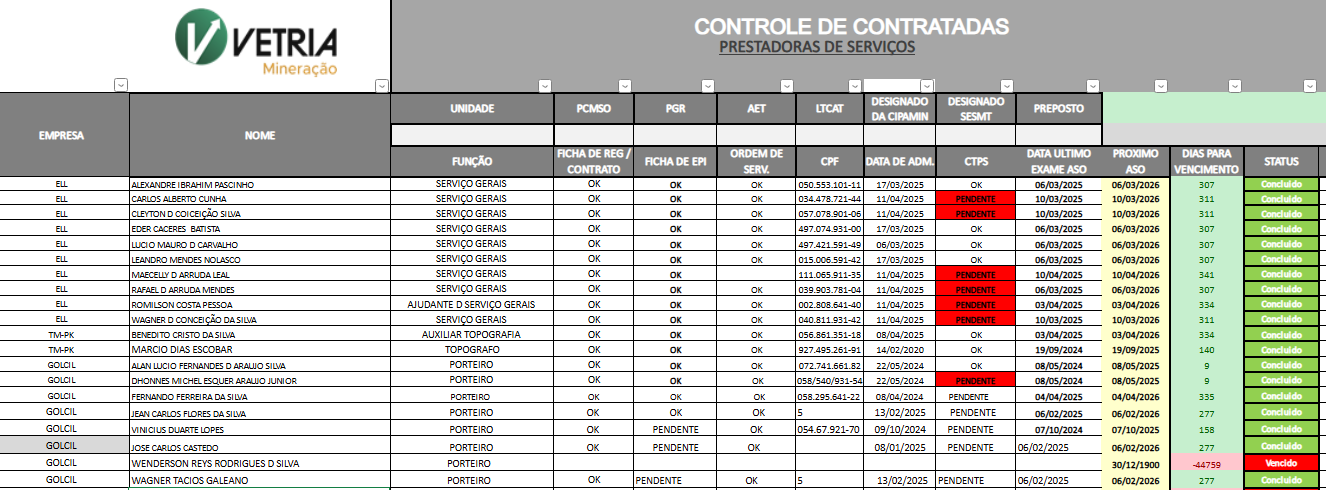 VETRIA
Mineração
CONTROLE DE CONTRATADAS
PRESTADORAS DE SERVIÇOS
EMPRESA NOME UNIDADE PCMSO PGR AET LTCAT DESIGNADO DA CIPAMIN DESIGNADO SESMT PREPOSTO
FUNÇÃO FICHA DE REG / CONTRATO FICHA DE EPI ORDEM DE SERV. CPF DATA DE ADM. CTPS DATA ULTIMO EXAME ASO PROXIMO ASO DIAS PARA VENCIMENTO STATUS
ELL ALEXANDRE IBRAHIM PASCINHO SERVIÇO GERAIS OK OK OK 050.553.101-11 17/03/2025 OK 06/03/2025 06/03/2026 307 Concluído
ELL CARLOS ALBERTO CUNHA SERVIÇO GERAIS OK OK OK 034.478.721-44 11/04/2025 PENDENTE 10/03/2025 10/03/2026 311 Concluído
ELL CLEYTON D COICEIÇÃO SILVA SERVIÇO GERAIS OK OK OK 057.078.901-06 11/04/2025 PENDENTE 10/03/2025 10/03/2026 311 Concluído
ELL EDER CACERES BATISTA SERVIÇO GERAIS OK OK OK 497.074.931-00 17/03/2025 OK 06/03/2025 06/03/2026 307 Concluído
ELL LUCIO MAURO D CARVALHO SERVIÇO GERAIS OK OK OK 497.421.591-49 06/03/2025 OK 06/03/2025 06/03/2026 307 Concluído
ELL LEANDRO MENDES NOLASCO SERVIÇO GERAIS OK OK OK 015.006.591-42 17/03/2025 OK 06/03/2025 06/03/2026 307 Concluído
ELL MAECELLY D ARRUDA LEAL SERVIÇO GERAIS OK 111.065.911-35 11/04/2025 PENDENTE 10/04/2025 10/04/2026 341 Concluído
ELL RAFAEL D ARRUDA MENDES SERVIÇO GERAIS OK OK OK 039.903.781-04 11/04/2025 PENDENTE 06/03/2025 06/03/2026 307 Concluído
ELL ROMILSON COSTA PESSOA AJUDANTE D SERVIÇO GERAIS OK OK OK 002.808.641-40 11/04/2025 PENDENTE 03/04/2025 03/04/2026 334 Concluído
ELL WAGNER D CONCEIÇÃO DA SILVA SERVIÇO GERAIS OK OK OK 040.811.931-42 11/04/2025 PENDENTE 10/03/2025 10/03/2026 311 Concluído
TM-PK BENEDITO CRISTO DA SILVA AUXILIAR TOPOGRAFIA OK OK OK 056.861.351-18 08/04/2025 OK 03/04/2025 03/04/2026 334 Concluído
TM-PK MARCIO DIAS ESCOBAR TOPOGRAFO OK OK OK 927.495.261-91 14/02/2020 OK 19/09/2024 19/09/2025 140 Concluído
GOLCIL ALAN LUCIO FERNANDES D ARAUJO SILVA PORTEIRO OK OK OK 072.741.661.82 22/05/2024 OK 08/05/2024 08/05/2025 9 Concluído
GOLCIL DHONNES MICHEL ESQUER ARAUJO JUNIOR PORTEIRO OK OK OK 058/540/931-54 22/05/2024 PENDENTE 08/05/2024 08/05/2025 9 Concluído
GOLCIL FERNANDO FERREIRA DA SILVA PORTEIRO OK OK OK 058.295.641-22 08/04/2024 PENDENTE 04/04/2025 04/04/2026 335 Concluído
GOLCIL JEAN CARLOS FLORES DA SILVA PORTEIRO OK OK OK 5 13/02/2025 PENDENTE 06/02/2025 06/02/2026 277 Concluído
GOLCIL VINICIUS DUARTE LOPES PORTEIRO OK PENDENTE OK 054.67.921-70 09/10/2024 PENDENTE 07/10/2024 07/10/2025 158 Concluído
GOLCIL JOSE CARLOS CASTEDO PORTEIRO OK PENDENTE OK 08/01/2025 PENDENTE 06/02/2025 06/02/2026 277 Concluído
GOLCIL WENDERSON REYS RODRIGUES D SILVA PORTEIRO 30/12/1900 -44759 Vencido
GOLCIL WAGNER TACIOS GALEANO PORTEIRO OK PENDENTE OK 5 13/02/2025 PENDENTE 06/02/2025 06/02/2026 277 Concluído